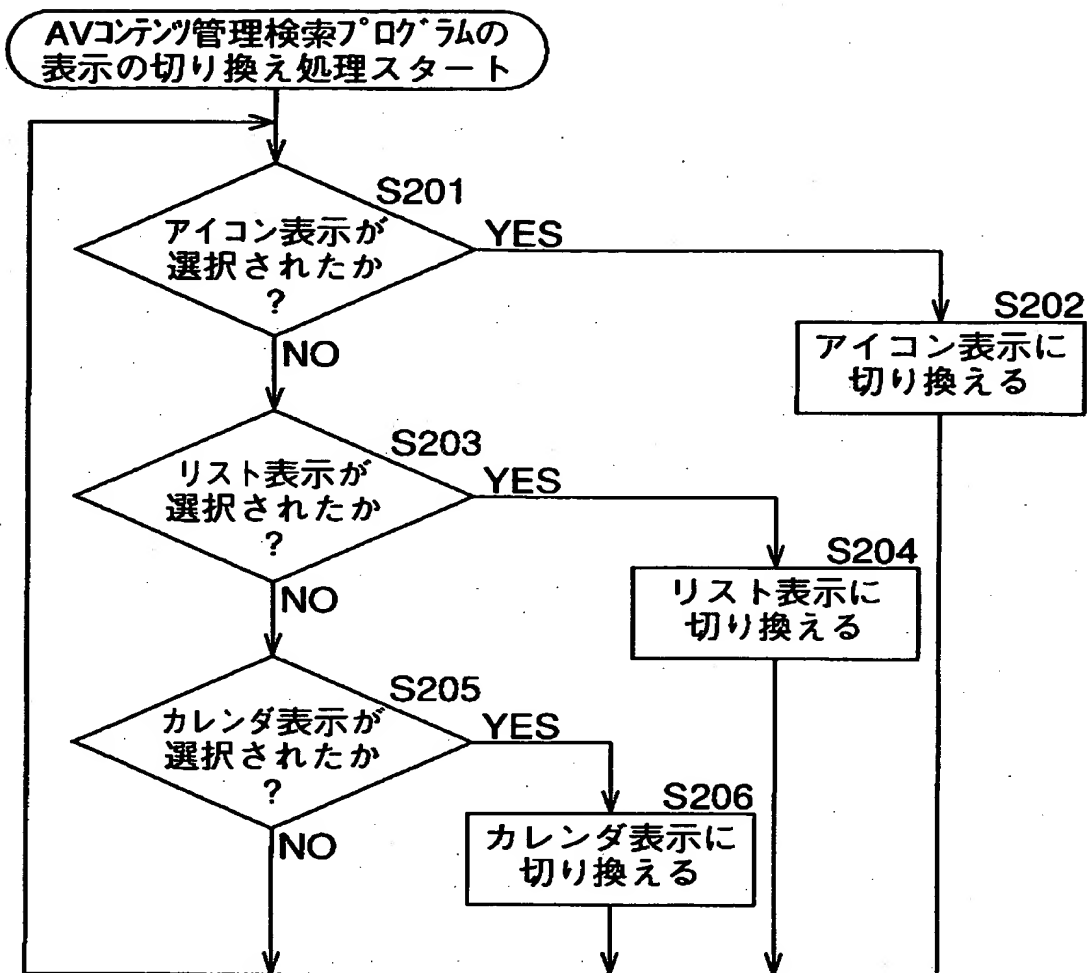 AVコンテンツ管理検索プログラムの
表示の切り換え処理スタート
S201
アイコン表示が
選択されたか
?
YES
NO
S202
アイコン表示に
切り換える
S203
リスト表示が
選択されたか
?
YES
NO
S204
リスト表示に
切り換える
S205
カレンダ表示が
選択されたか
?
YES
NO
S206
カレンダ表示に
切り換える